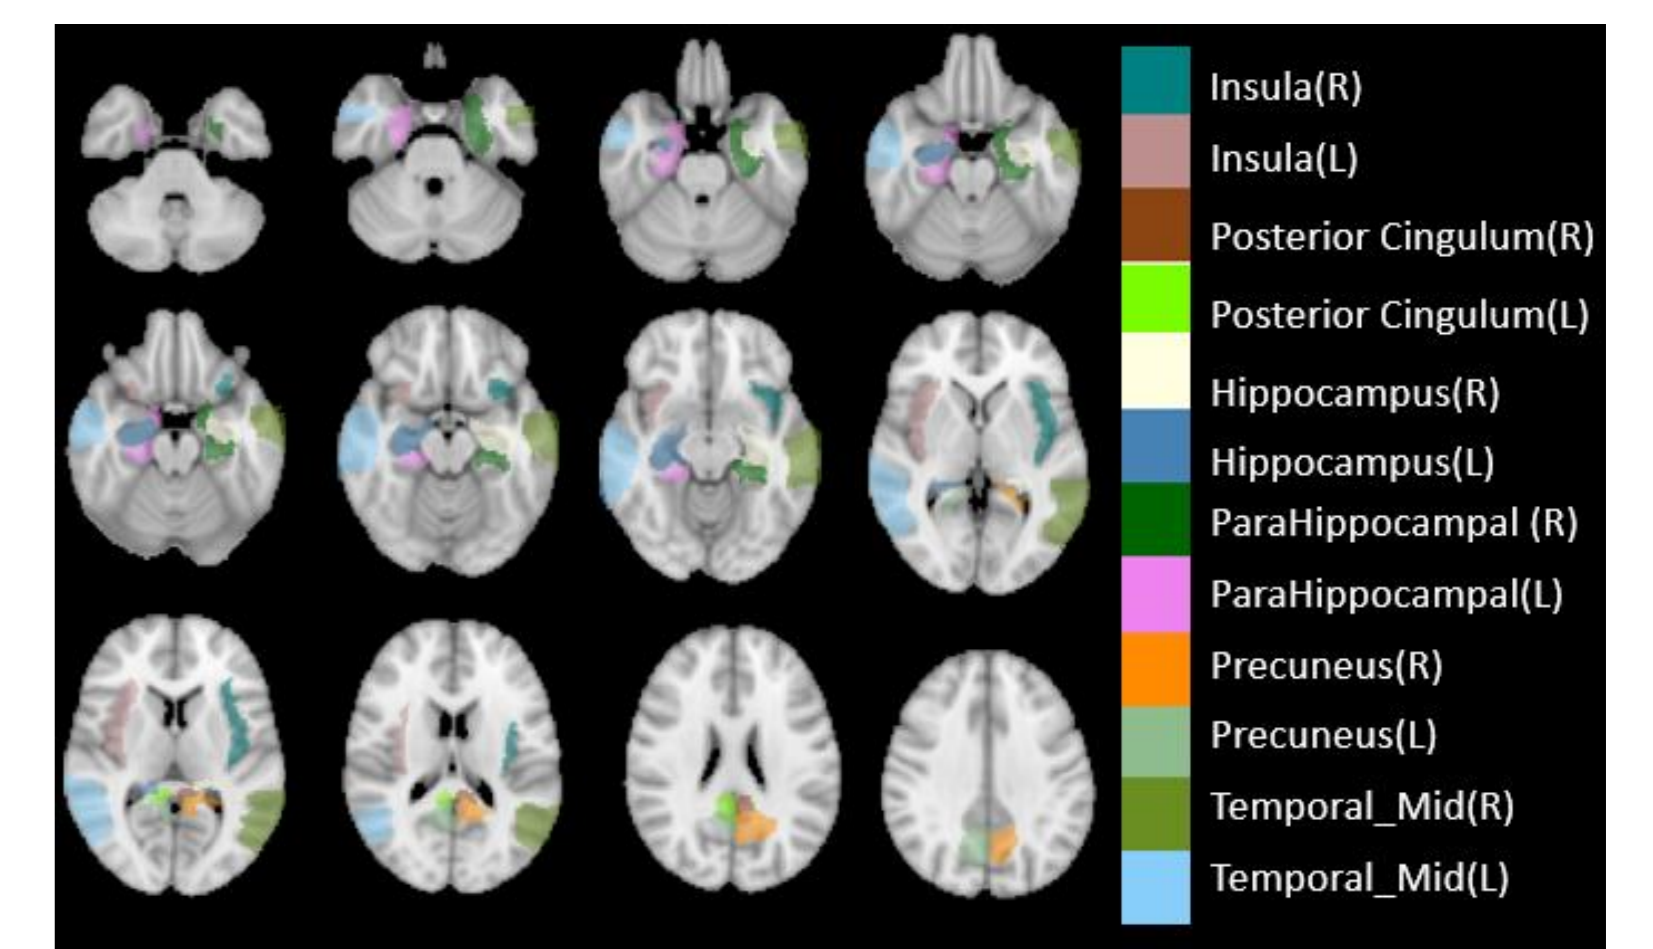 Insula(R)
Insula(L)
Posterior Cingulum(R)
Posterior Cingulum(L)
Hippocampus(R)
Hippocampus(L)
ParaHippocampal (R)
ParaHippocampal(L)
Precuneus(R)
Precuneus(L)
Temporal_Mid(R)
Temporal_Mid(L)